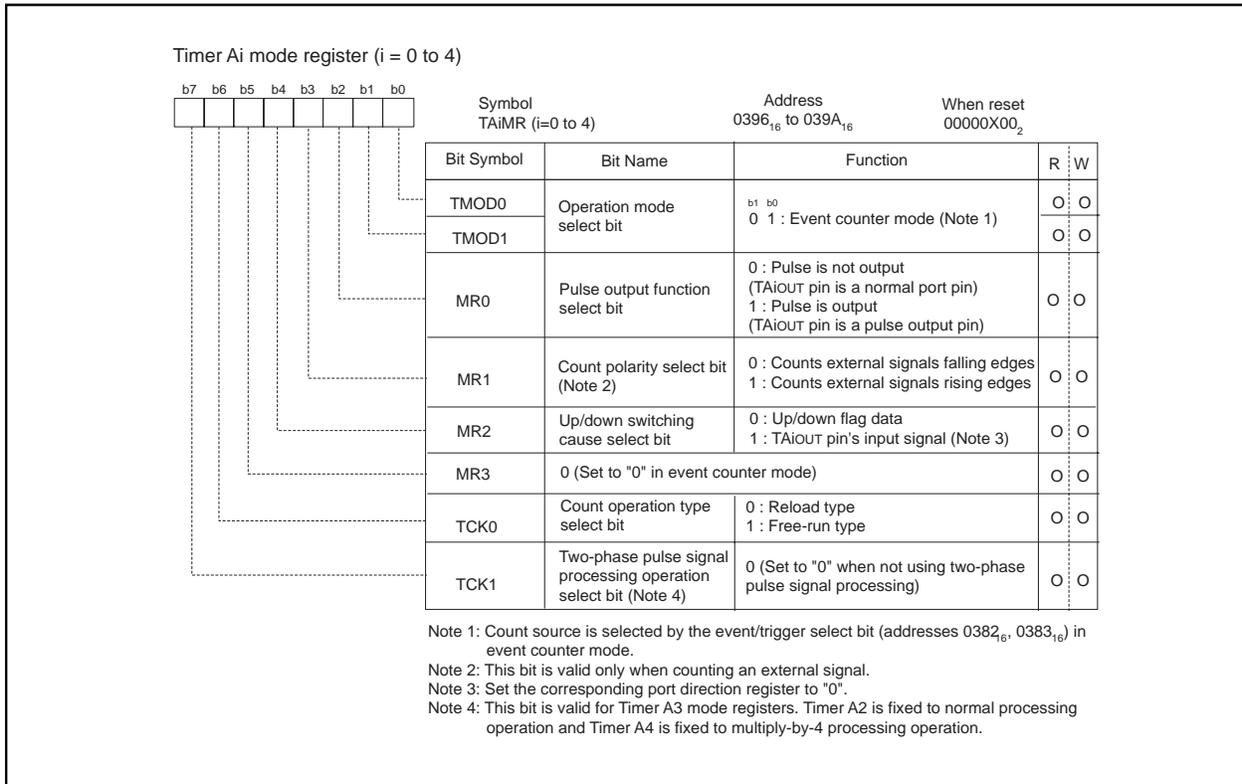 Timer Ai mode register (i = 0 to 4)
b7 b6 b5 b4 b3 b2 b1 b0
Symbol Address When reset
TAiMR (i=0 to 4) 0396₁₆ to 039A₁₆ 00000X00₂
Bit Symbol Bit Name Function R W
TMOD0 O O
Operation mode
select bit
b1 b0
0 1 : Event counter mode (Note 1)
TMOD1 O O
MR0
Pulse output function
select bit
0 : Pulse is not output
(TAiOUT pin is a normal port pin)
1 : Pulse is output
(TAiOUT pin is a pulse output pin)
O O
MR1
Count polarity select bit
(Note 2)
0 : Counts external signals falling edges
1 : Counts external signals rising edges
O O
MR2
Up/down switching
cause select bit
0 : Up/down flag data
1 : TAiOUT pin's input signal (Note 3)
O O
MR3
0 (Set to "0" in event counter mode)
O O
TCK0
Count operation type
select bit
0 : Reload type
1 : Free-run type
O O
TCK1
Two-phase pulse signal
processing operation
select bit (Note 4)
0 (Set to "0" when not using two-phase
pulse signal processing)
O O
Note 1: Count source is selected by the event/trigger select bit (addresses 0382₁₆, 0383₁₆) in
event counter mode.
Note 2: This bit is valid only when counting an external signal.
Note 3: Set the corresponding port direction register to "0".
Note 4: This bit is valid for Timer A3 mode registers. Timer A2 is fixed to normal processing
operation and Timer A4 is fixed to multiply-by-4 processing operation.